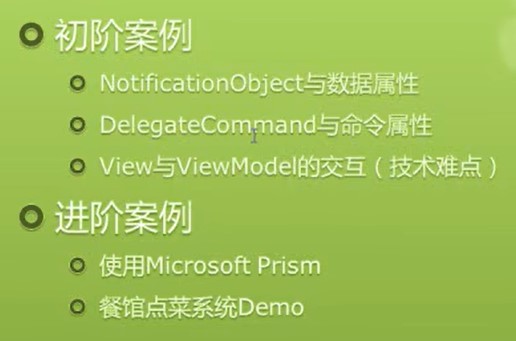 初阶案例
NotificationObject与数据属性
DelegateCommand与命令属性
View与ViewModel的交互（技术难点）
进阶案例
使用Microsoft Prism
餐馆点菜系统Demo